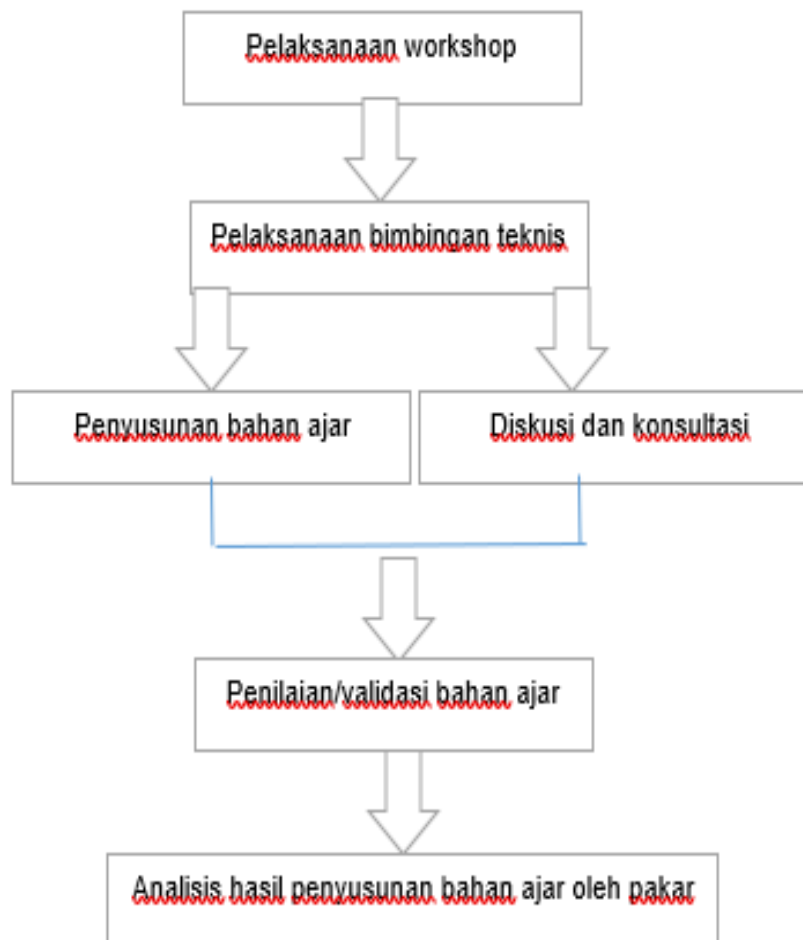 Pelaksanaan workshop
Pelaksanaan bimbingan teknis
Penyusunan bahan ajar
Diskusi dan konsultasi
Penilaian/validasi bahan ajar
Analisis hasil penyusunan bahan ajar oleh pakar